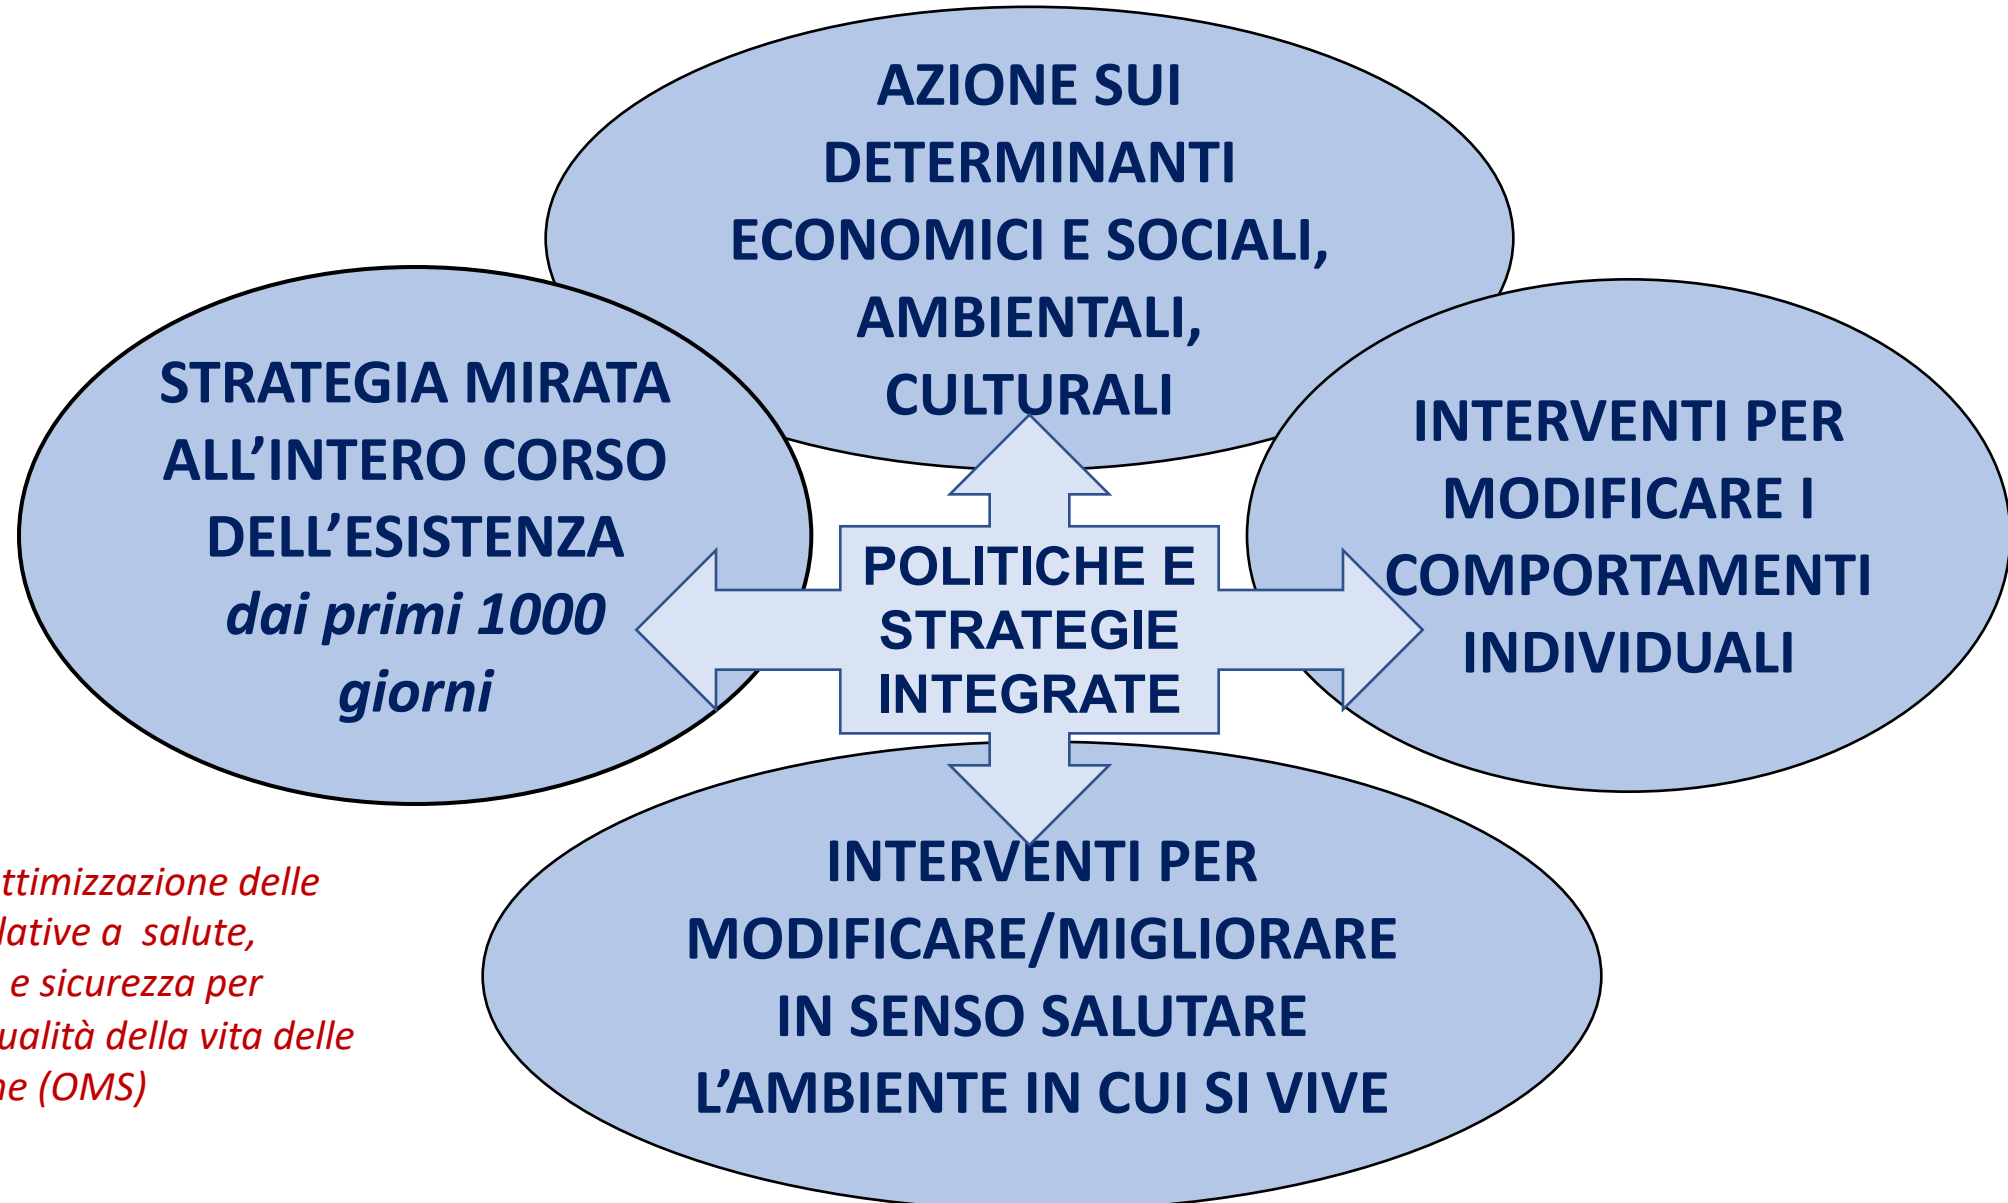 AZIONE SUI
DETERMINANTI
ECONOMICI E SOCIALI,
AMBIENTALI,
CULTURALI
STRATEGIA MIRATA
ALL’INTERO CORSO
DELL’ESISTENZA
dai primi 1000
giorni
INTERVENTI PER
MODIFICARE I
COMPORTAMENTI
INDIVIDUALI
POLITICHE E
STRATEGIE
INTEGRATE
INTERVENTI PER
MODIFICARE/MIGLIORARE
IN SENSO SALUTARE
L’AMBIENTE IN CUI SI VIVE
ttimizzazione delle
lative a salute,
e sicurezza per
ualità della vita delle
ne (OMS)